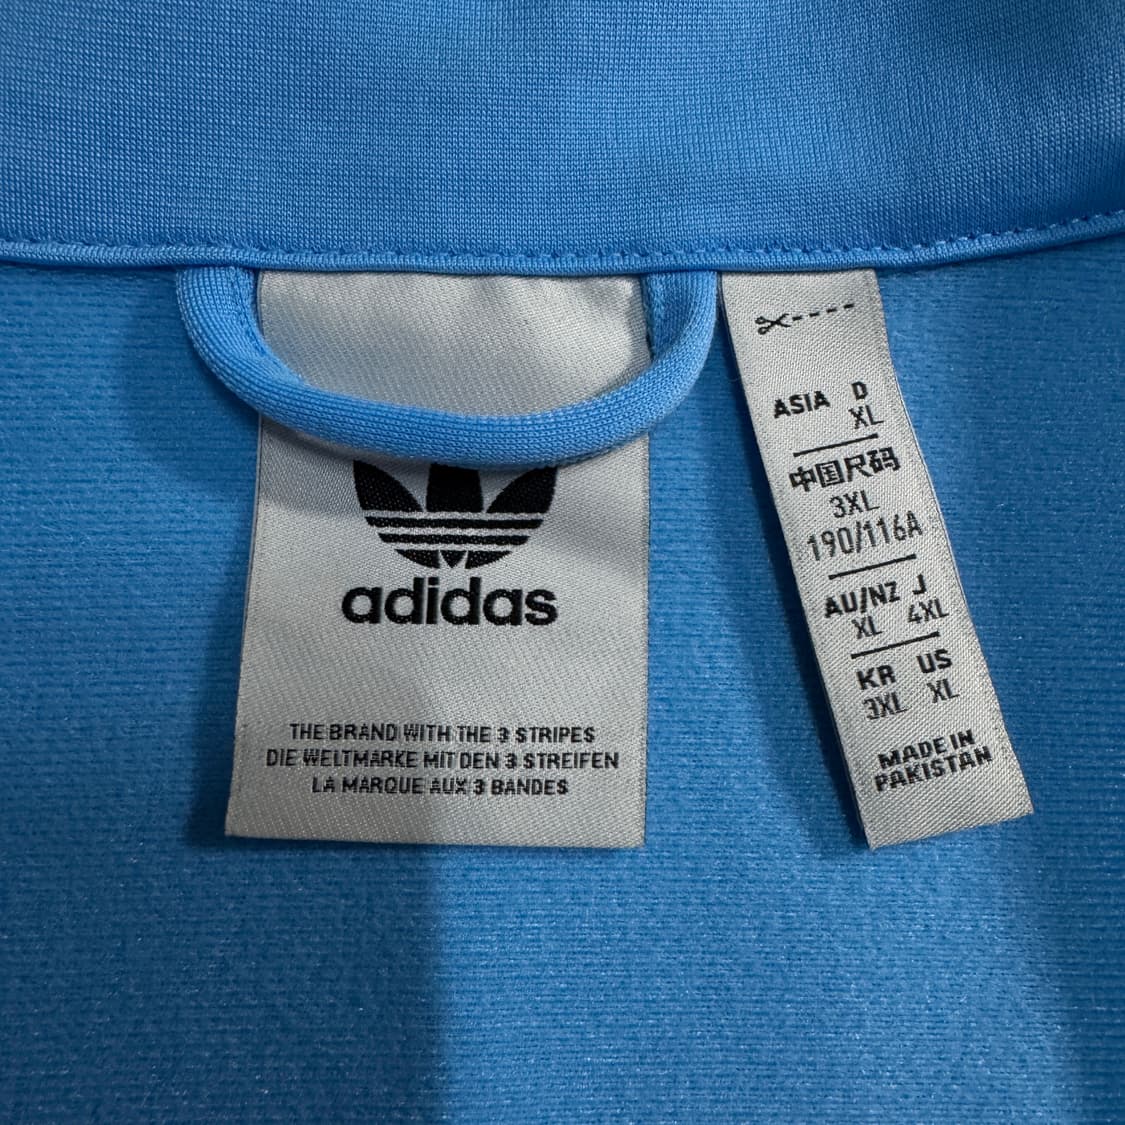 adidas
THE BRAND WITH THE 3 STRIPES
DIE WELTMARKE MIT DEN 3 STREIFEN
LA MARQUE AUX 3 BANDES
ASIA D
XL
中国尺码
3XL
190/116A
AU/NZ J
XL 4XL
KR US
3XL XL
MADE IN
PAKISTAN